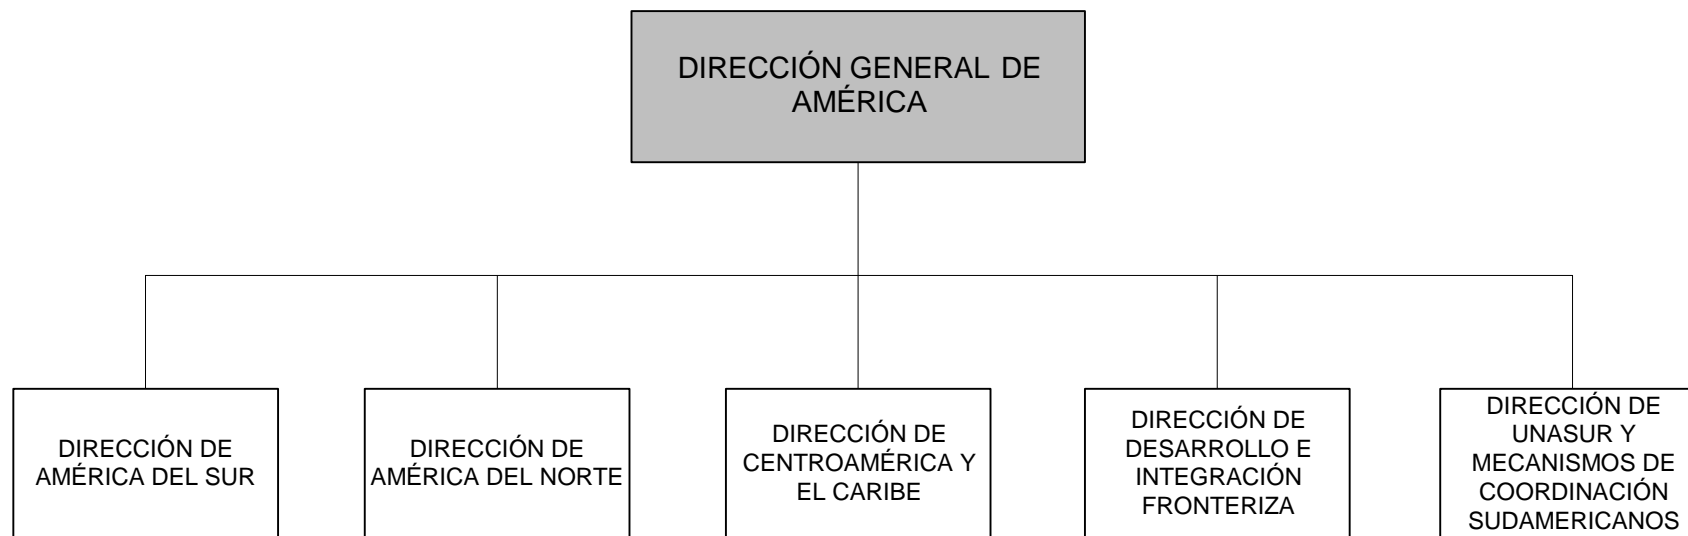 DIRECCIÓN GENERAL DE
AMÉRICA
DIRECCIÓN DE
AMÉRICA DEL SUR
DIRECCIÓN DE
AMÉRICA DEL NORTE
DIRECCIÓN DE
CENTROAMÉRICA Y
EL CARIBE
DIRECCIÓN DE
DESARROLLO E
INTEGRACIÓN
FRONTERIZA
DIRECCIÓN DE
UNASUR Y
MECANISMOS DE
COORDINACIÓN
SUDAMERICANOS